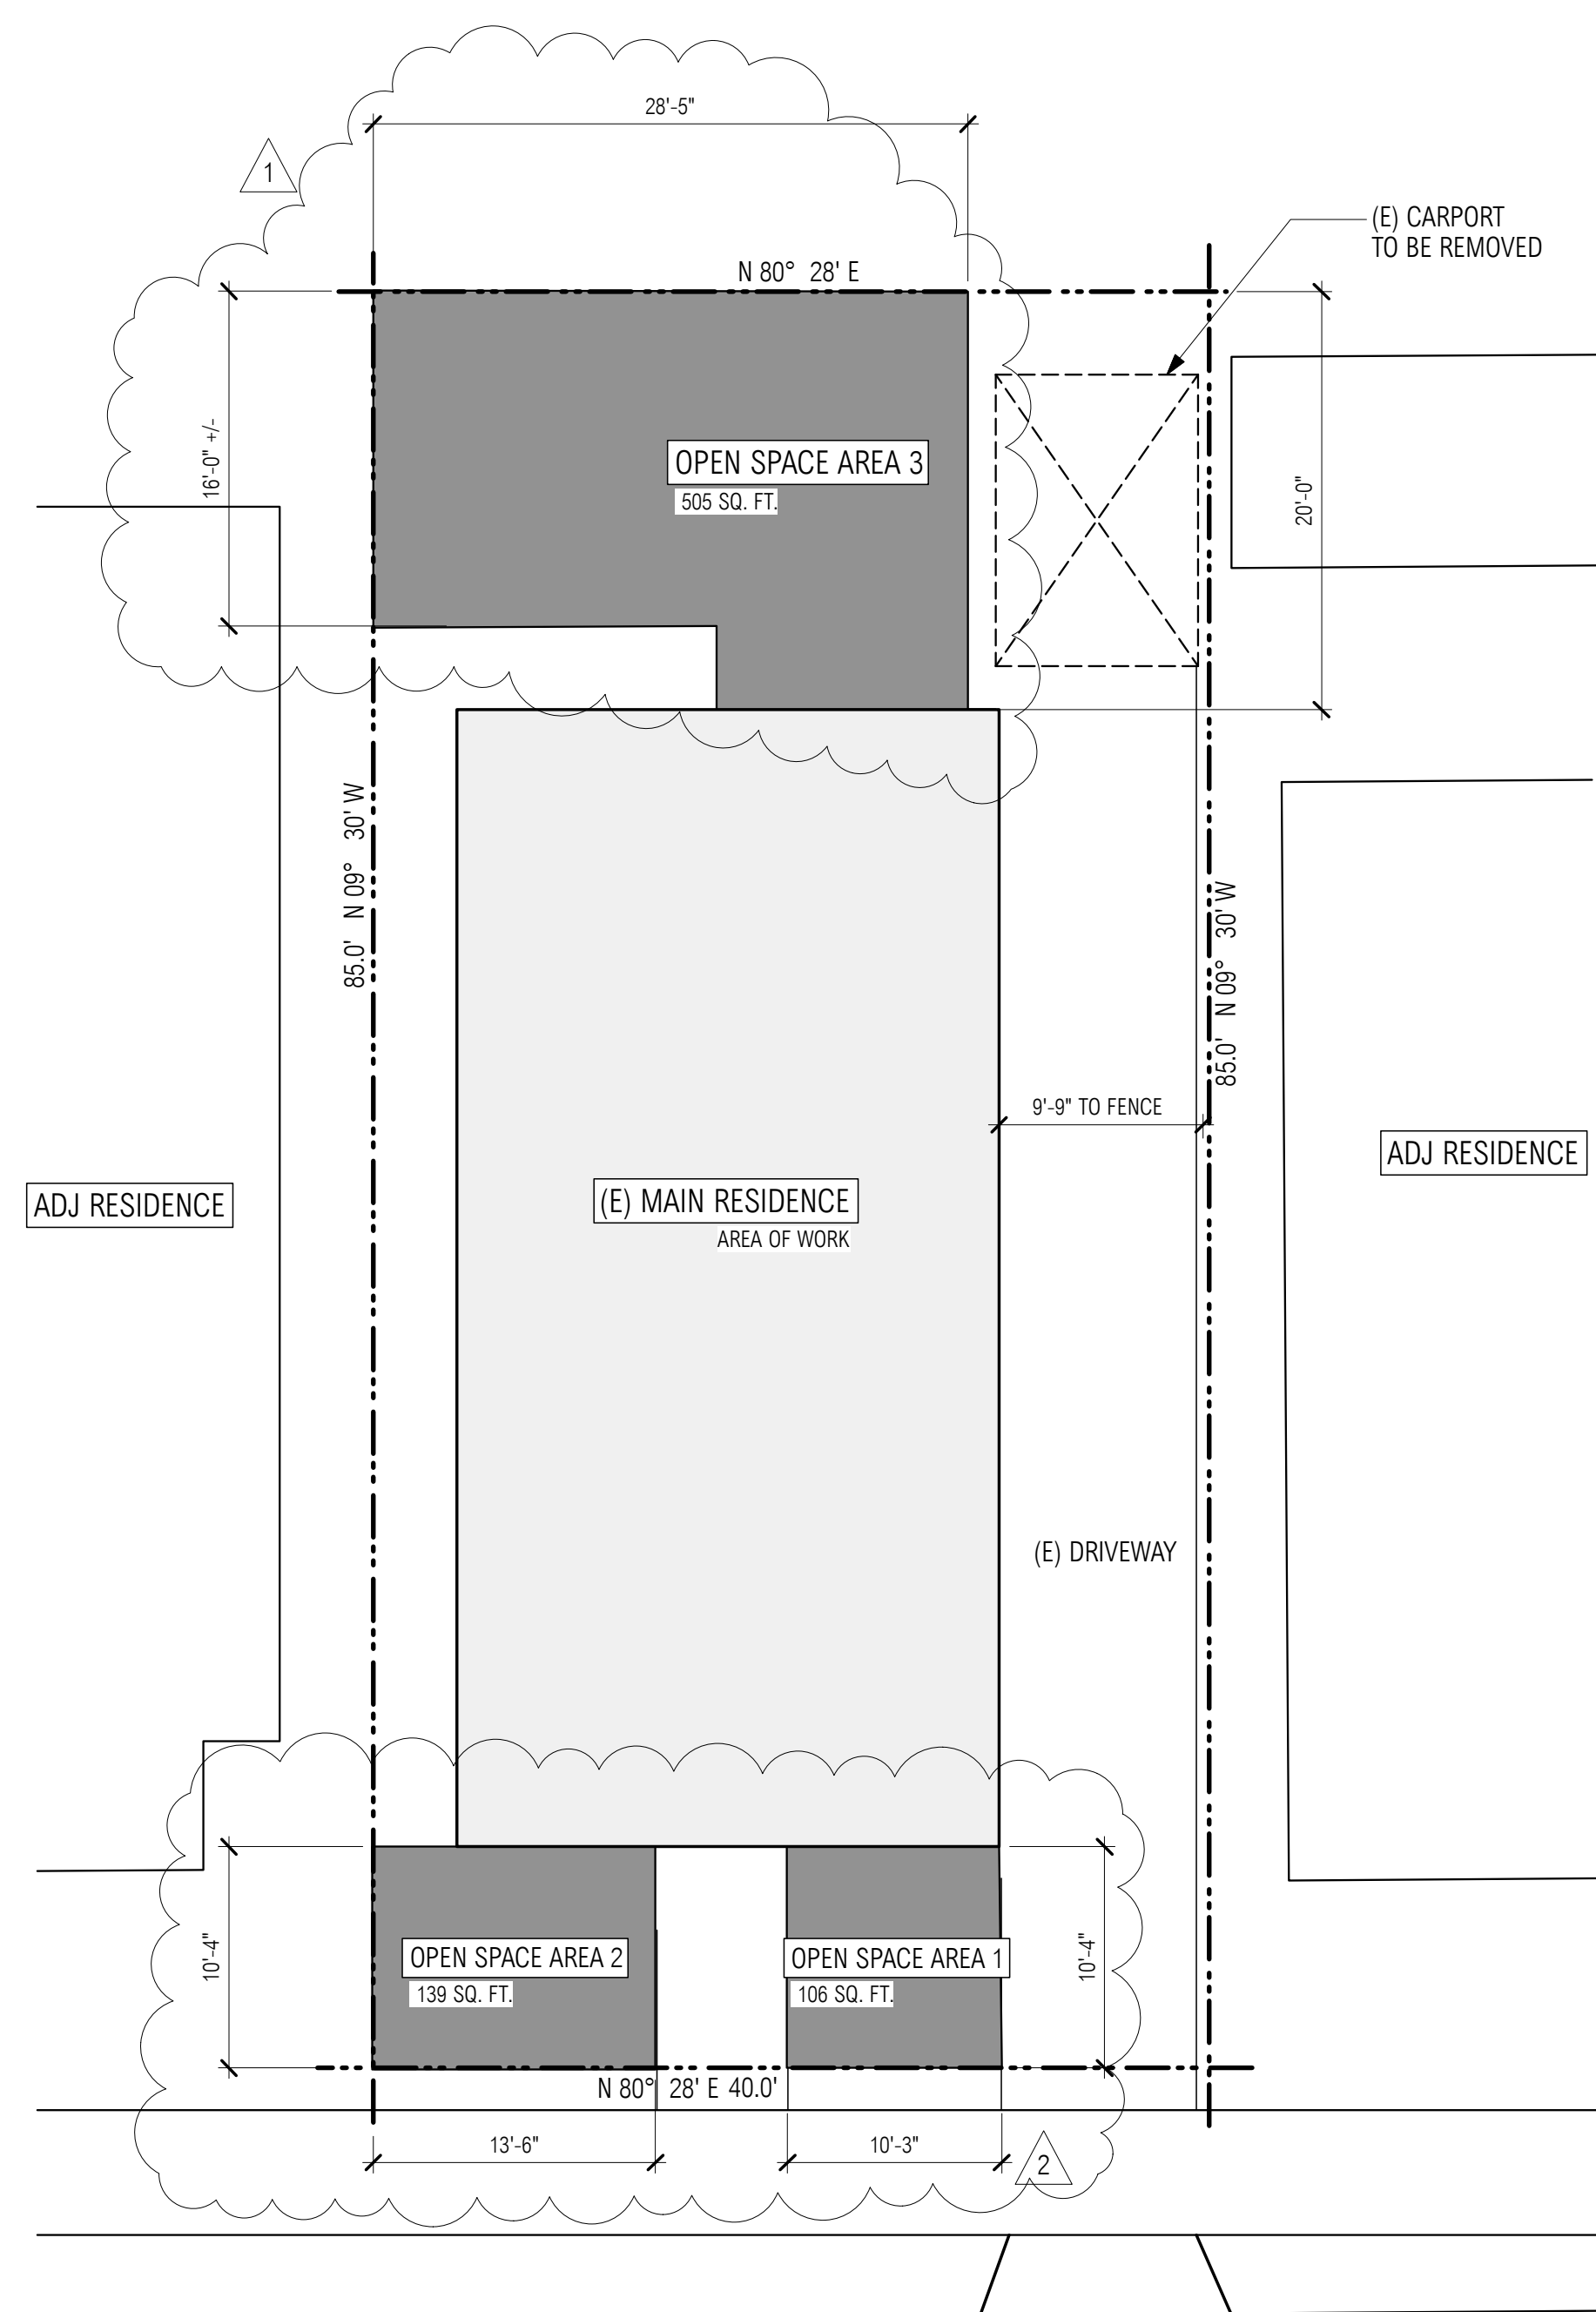 28'-5"
1
(E) CARPORT
TO BE REMOVED
N 80° 28' E
16'-0" +/-
OPEN SPACE AREA 3
505 SQ. FT.
20'-0"
85.0' N 09° 30' W
85.0' N 09° 30' W
9'-9" TO FENCE
ADJ RESIDENCE
ADJ RESIDENCE
(E) MAIN RESIDENCE
AREA OF WORK
(E) DRIVEWAY
10'-4"
OPEN SPACE AREA 2
139 SQ. FT.
OPEN SPACE AREA 1
106 SQ. FT.
10'-4"
N 80° 28' E 40.0'
13'-6"
10'-3"
2